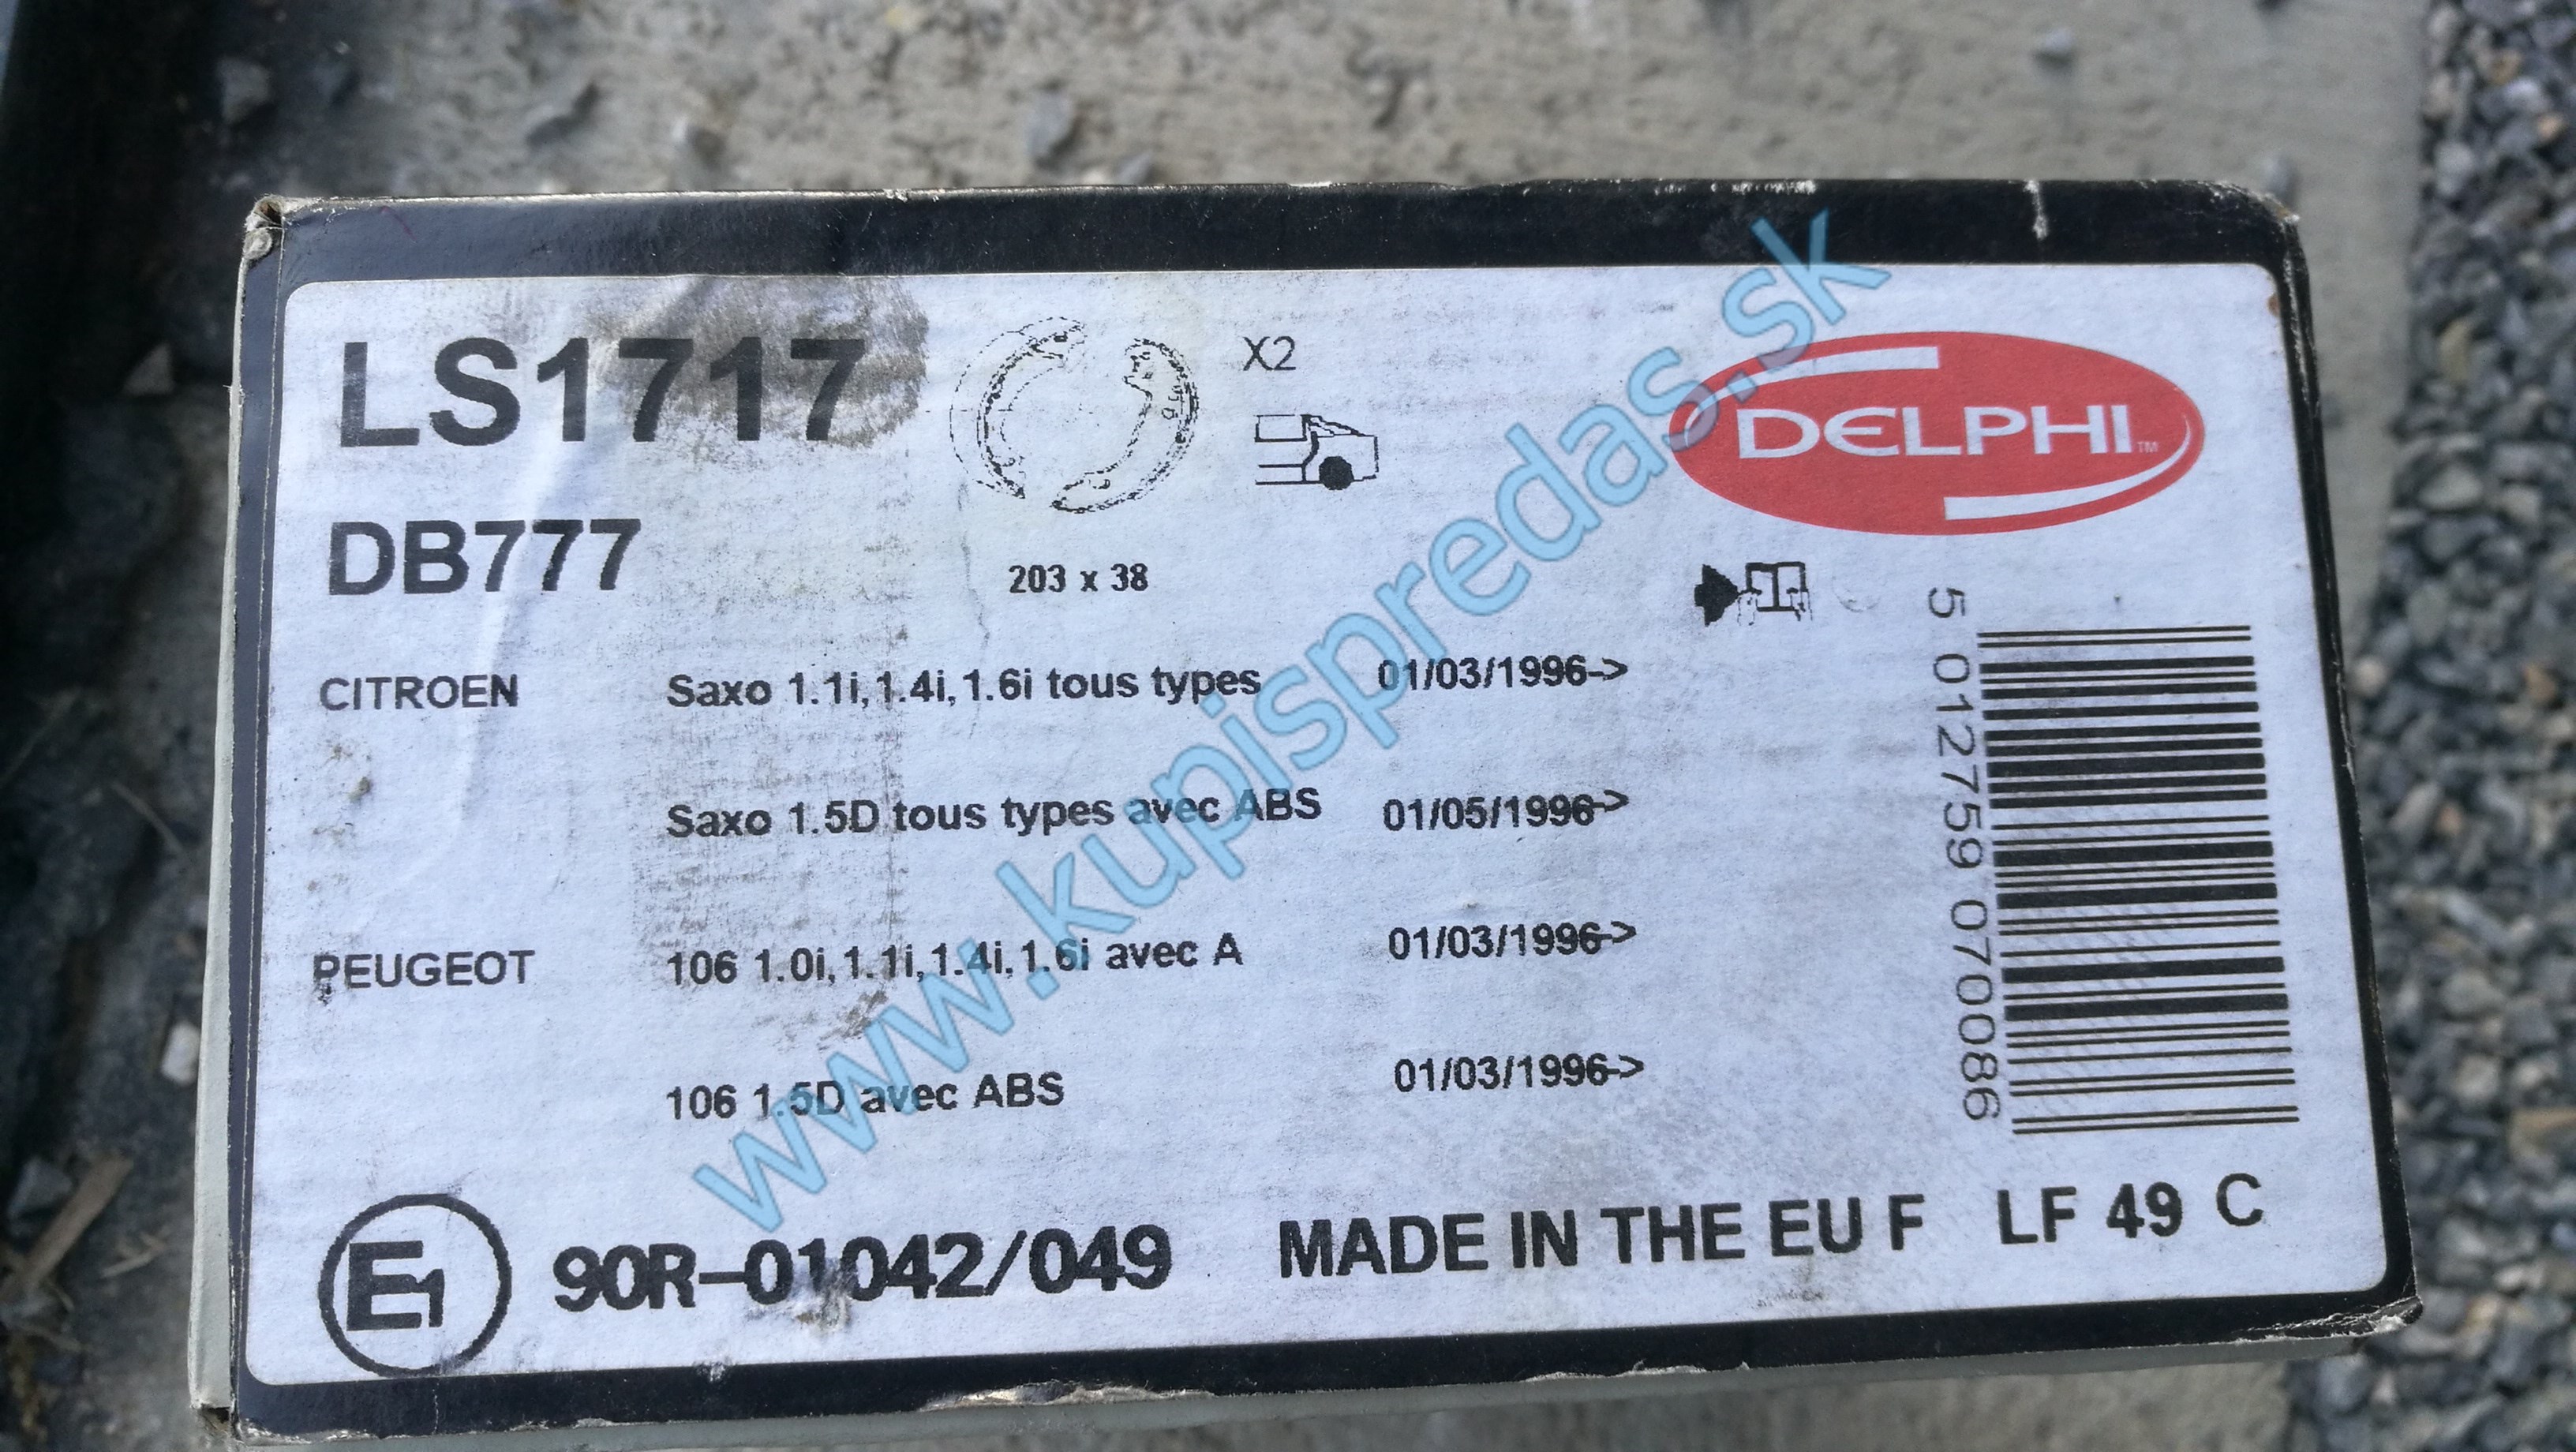 LS1717
X2
DELPHI TM
DB777
203 x 38
CITROEN Saxo 1.1i,1.4i,1.6i tous types 01/03/1996->
Saxo 1.5D tous types avec ABS 01/05/1996->
PEUGEOT 106 1.0i,1.1i,1.4i,1.6i avec A 01/03/1996->
106 1.5D avec ABS 01/03/1996->
5 012759 070086
E1 90R-01042/049 MADE IN THE EU F LF 49 C
www.kupispredas.sk